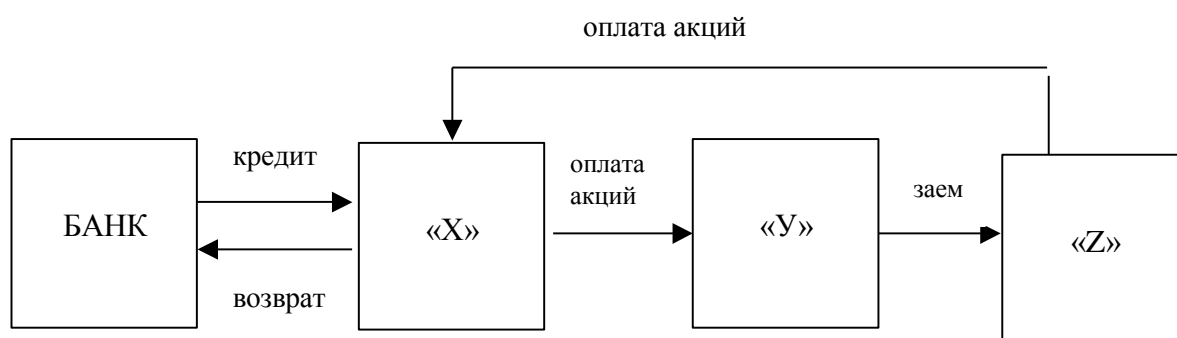 оплата акций
кредит
БАНК
возврат
«Х»
оплата
акций
«У»
заем
«Z»